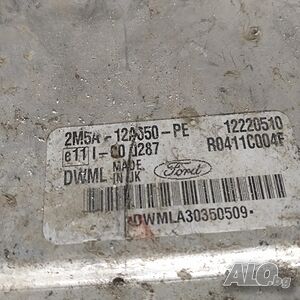 2M5A-12A650-PE 12220510
e11 I-00 0287 R0411C004F
DWML MADE IN UK Ford
*DWMLA30350509*
ALO.bg